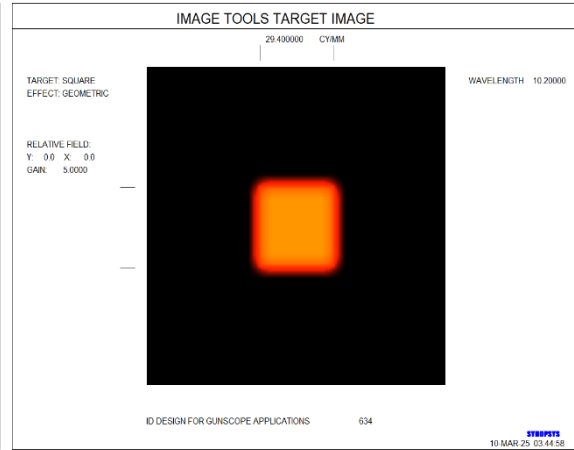 IMAGE TOOLS TARGET IMAGE
29.400000 CY/MM
TARGET: SQUARE
EFFECT: GEOMETRIC
WAVELENGTH 10.20000
RELATIVE FIELD:
Y: 0.0 X: 0.0
GAIN: 5.0000
ID DESIGN FOR GUNSCOPE APPLICATIONS 634
SYNOPSYS
10-MAR-25 03:44:58